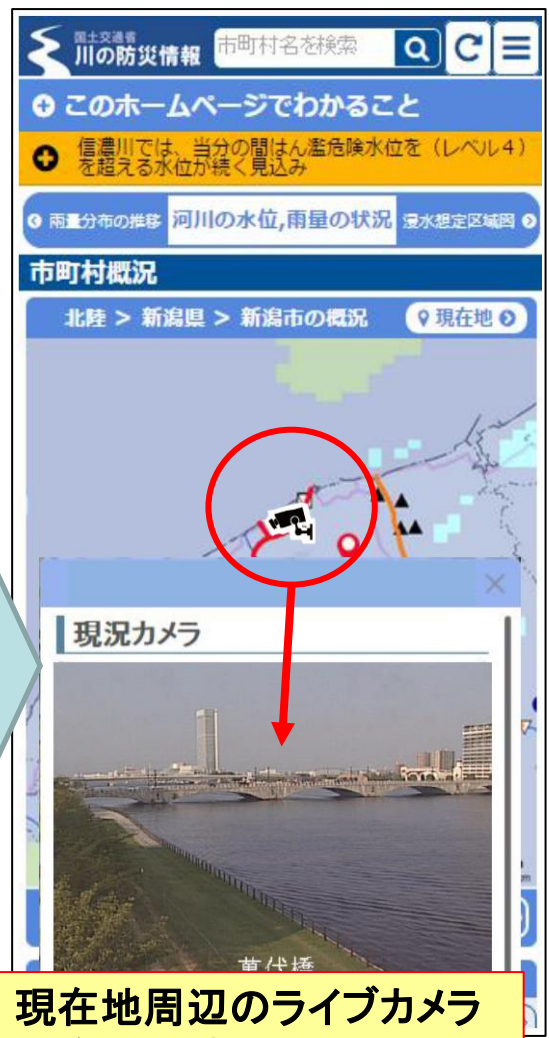 国土交通省
川の防災情報
市町村名を検索
このホームページでわかること
信濃川では、当分の間はん濫危険水位を（レベル４）
を超える水位が続く見込み
雨量分布の推移 河川の水位,雨量の状況 浸水想定区域図
市町村概況
北陸 > 新潟県 > 新潟市の概況 現在地
現況カメラ
萬代橋
現在地周辺のライブカメラ